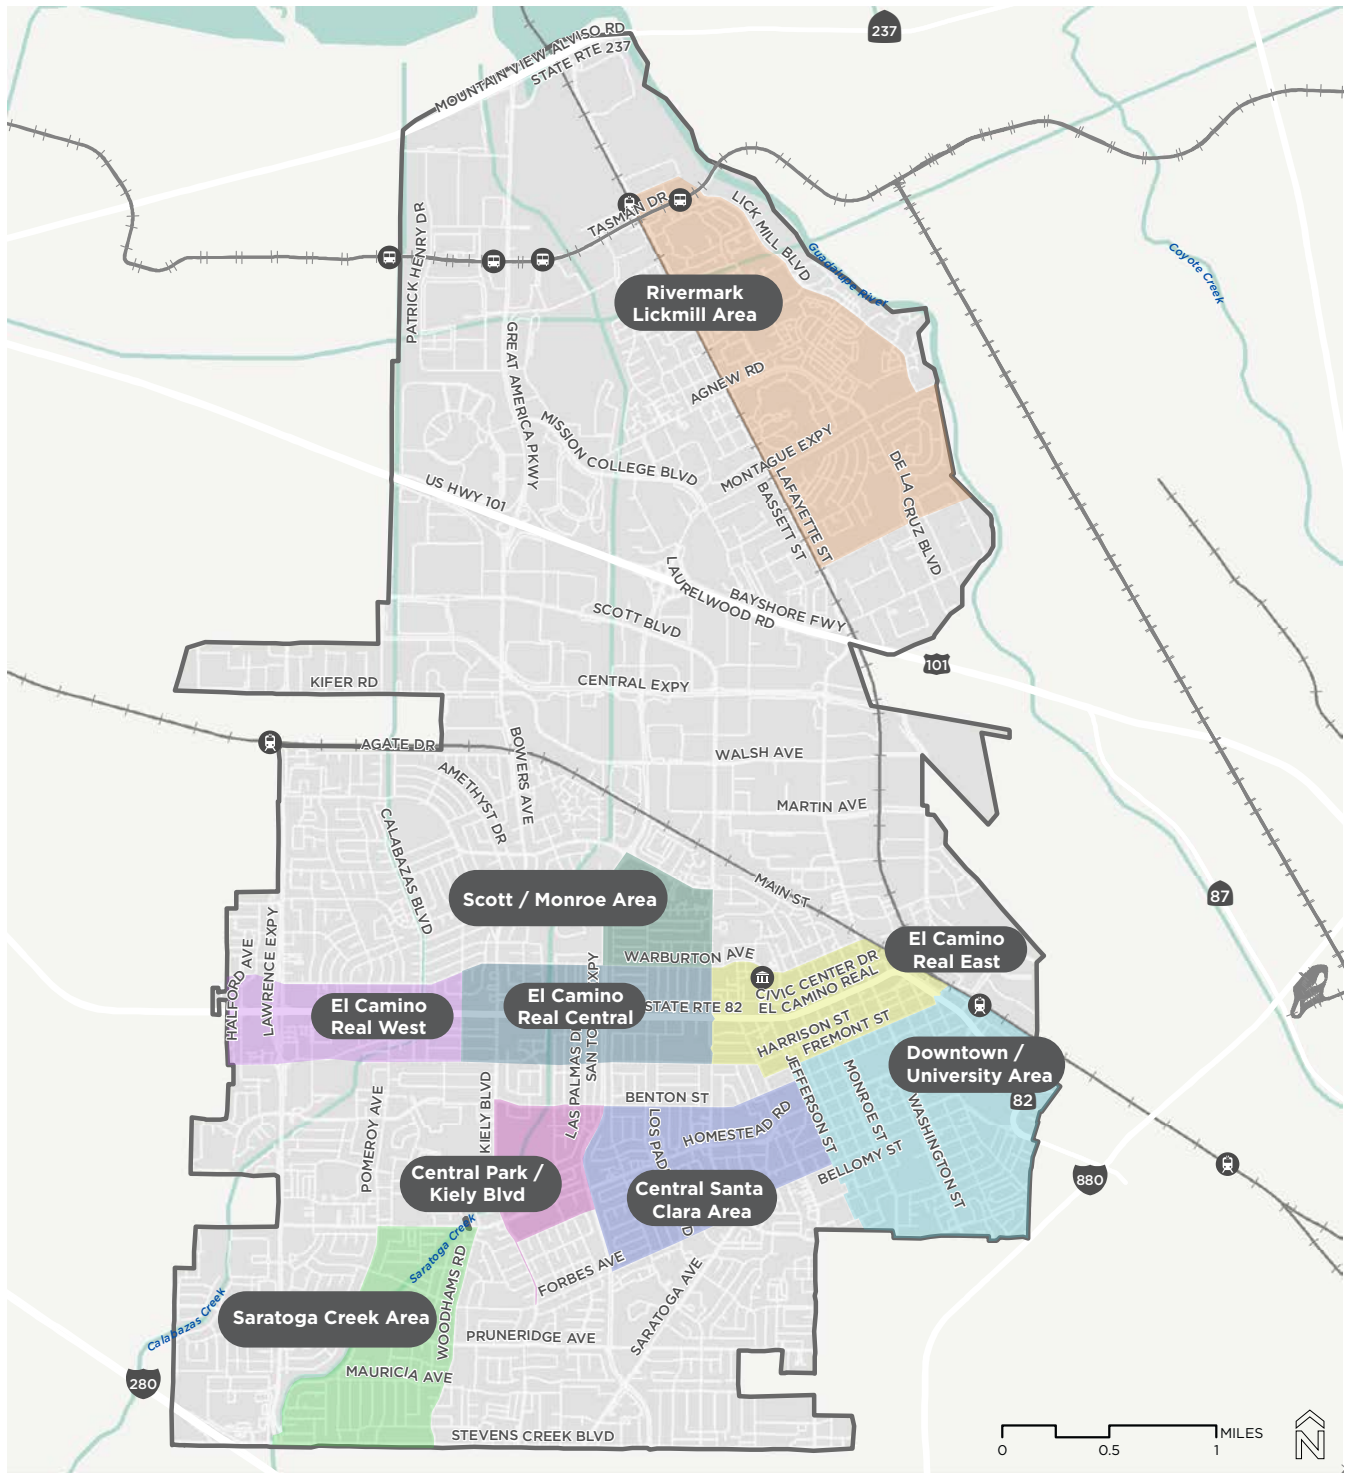 237
MOUNTAIN VIEW ALVISO RD
STATE RTE 237
TASMAN DR
LICK MILL BLVD
PATRICK HENRY DR
Guadalupe River
Coyote Creek
Rivermark
Lickmill Area
GREAT AMERICA PKWY
AGNEW RD
MISSION COLLEGE BLVD
MONTAGUE EXPY
LAFAYETTE ST
BASSETT ST
DE LA CRUZ BLVD
US HWY 101
LAURELWOOD RD
BAYSHORE FWY
SCOTT BLVD
101
KIFER RD
CENTRAL EXPY
AGATE DR
BOWERS AVE
WALSH AVE
AMETHYST DR
MARTIN AVE
CALABAZAS BLVD
MAIN ST
87
Scott / Monroe Area
HALFORD AVE
LAWRENCE EXPY
WARBURTON AVE
El Camino
Real East
CIVIC CENTER DR
EL CAMINO REAL
El Camino
Real West
El Camino
Real Central
STATE RTE 82
HARRISON ST
FREMONT ST
Downtown /
University Area
82
LAS PALMAS D
SAN TO
XPY
JEFFERSON ST
MONROE ST
WASHINGTON ST
POMEROY AVE
KIELY BLVD
BENTON ST
HOMESTEAD RD
LOS PAD
D
BELLOMY ST
880
Central Park /
Kiely Blvd
Central Santa
Clara Area
Saratoga Creek
WOODHAMS RD
FORBES AVE
SARATOGA AVE
Calabazas Creek
Saratoga Creek Area
PRUNERIDGE AVE
MAURICIA AVE
280
STEVENS CREEK BLVD
MILES
0 0.5 1
N